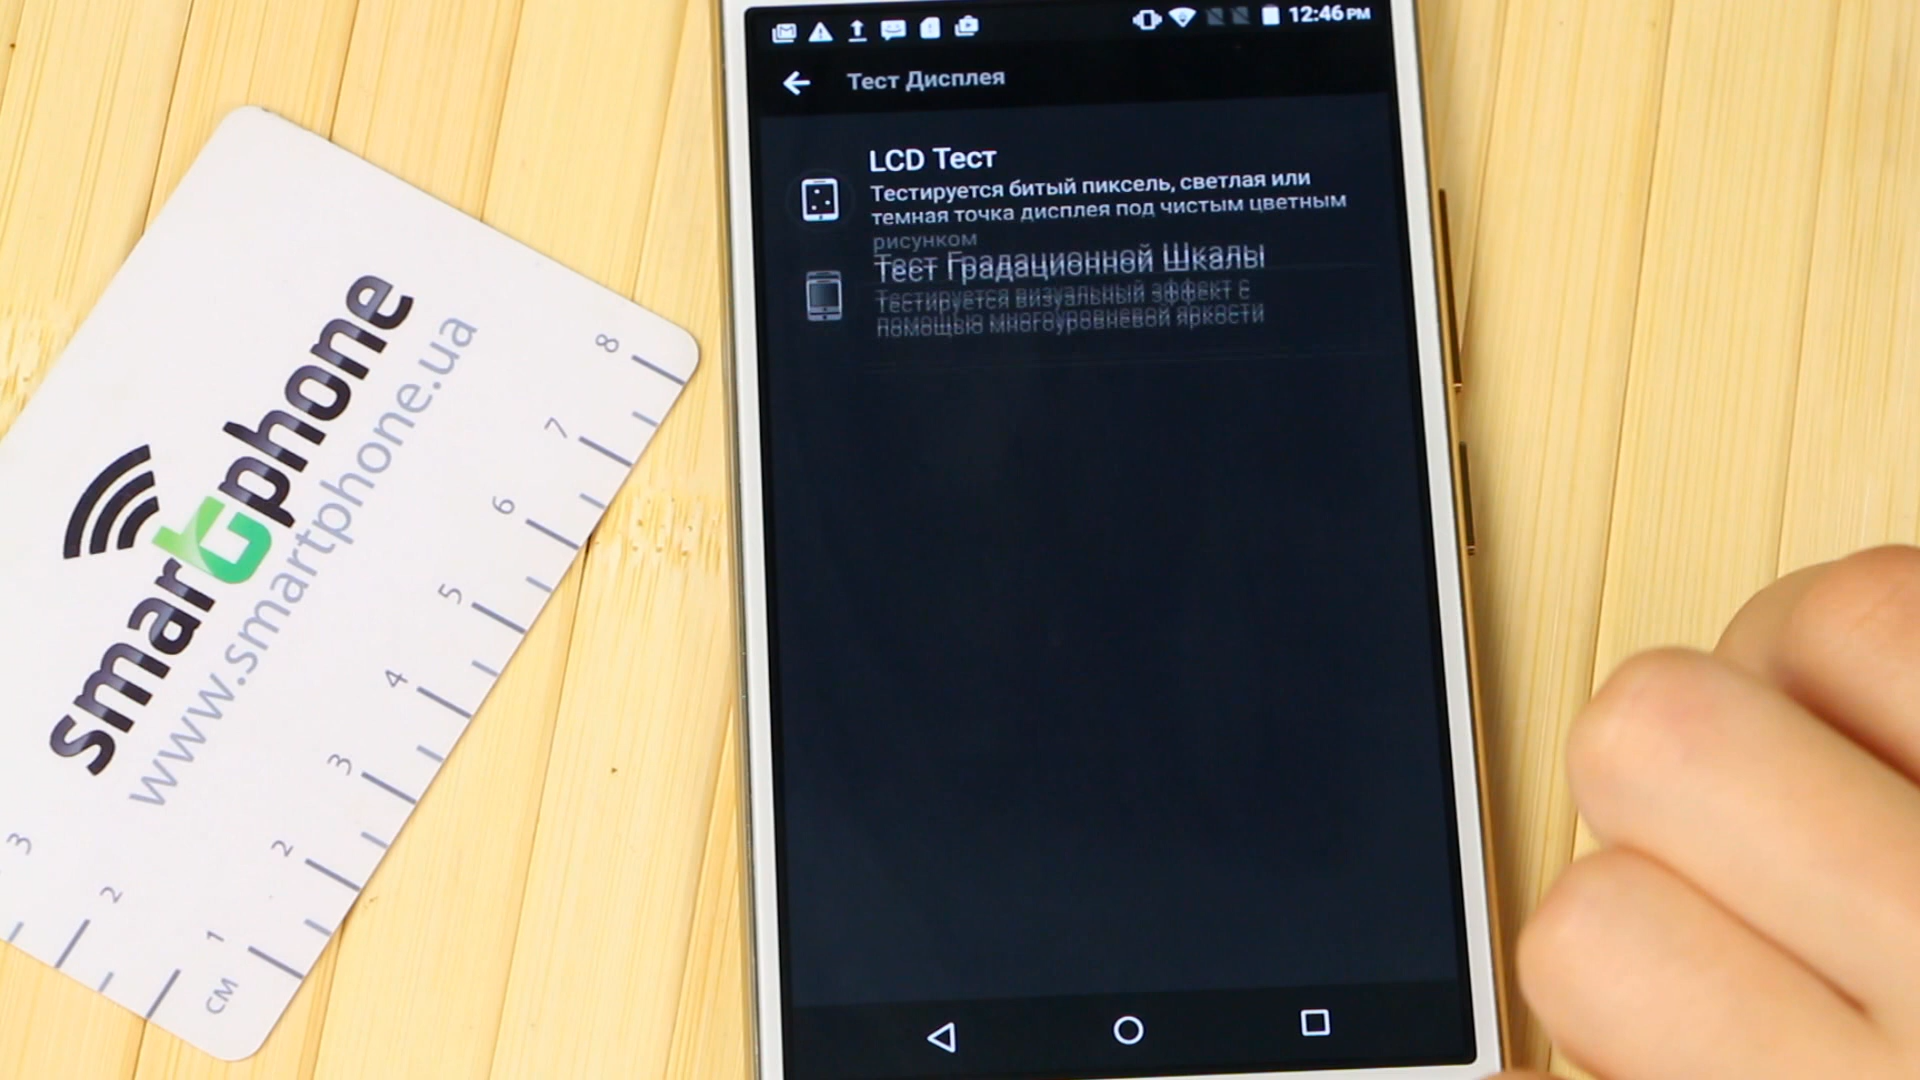 12:46 PM
Тест Дисплея
LCD Тест
Тестируется битый пиксель, светлая или
темная точка дисплея под чистым цветным
рисунком
Тест Градационной Шкалы
Тестируется визуальный эффект с
помощью многоуровневой яркости
smartphone
www.smartphone.ua
8
7
6
5
4
3
2
1
см
3
2